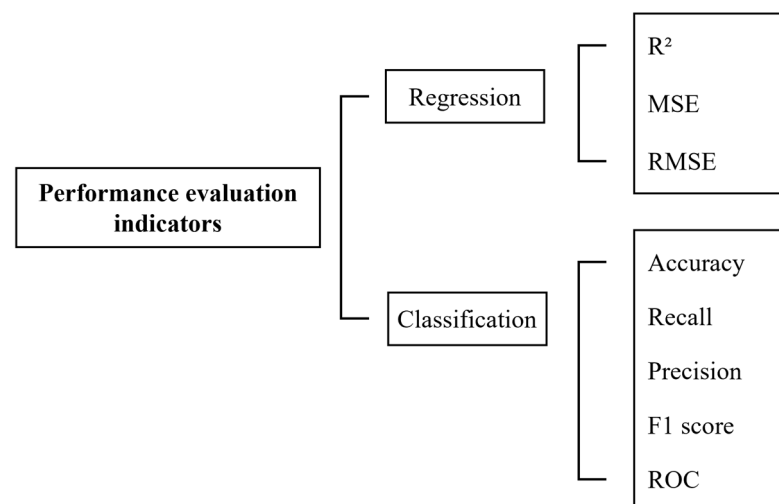 Performance evaluation
indicators
Regression
R²
MSE
RMSE
Classification
Accuracy
Recall
Precision
F1 score
ROC